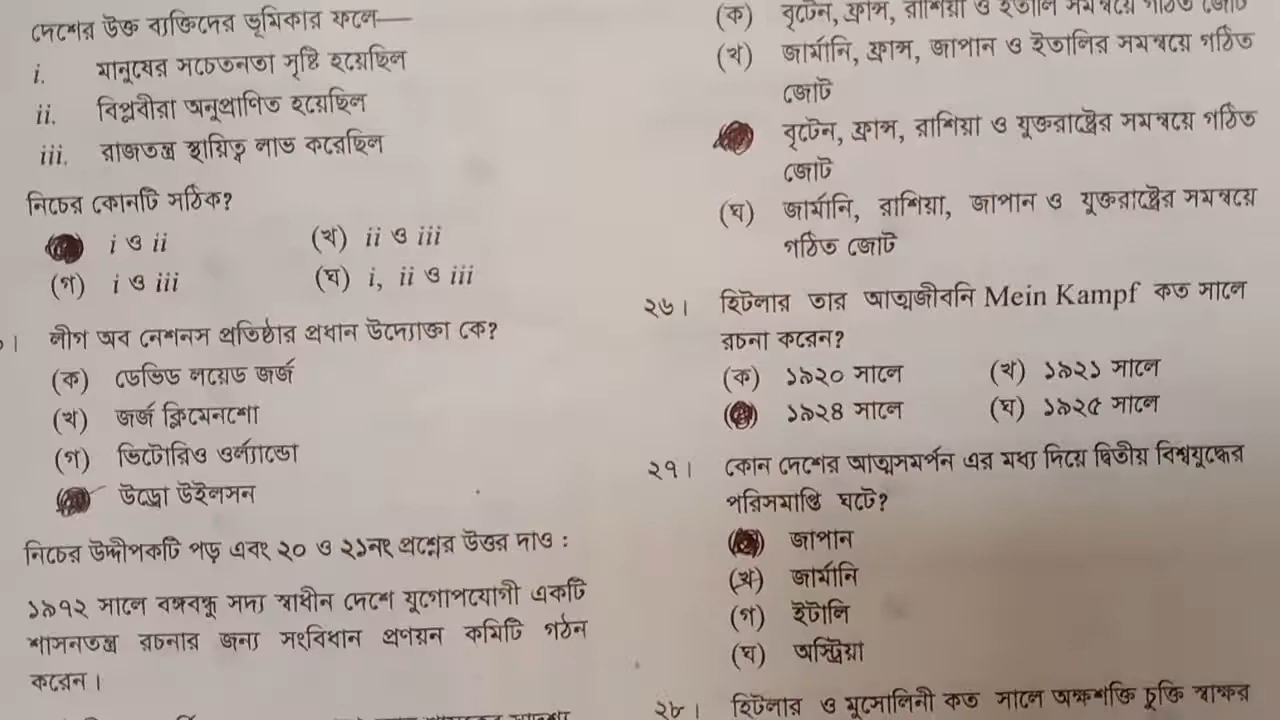 দেশের উক্ত ব্যক্তিদের ভূমিকার ফলে—
i. মানুষের সচেতনতা সৃষ্টি হয়েছিল
ii. বিপ্লবীরা অনুপ্রাণিত হয়েছিল
iii. রাজতন্ত্র স্থায়িত্ব লাভ করেছিল
নিচের কোনটি সঠিক?
i ও ii (খ) ii ও iii
(গ) i ও iii (ঘ) i, ii ও iii
। লীগ অব নেশনস প্রতিষ্ঠার প্রধান উদ্যোক্তা কে?
(ক) ডেভিড লয়েড জর্জ
(খ) জর্জ ক্লিমেনশো
(গ) ভিটোরিও ওর্ল্যান্ডো
উড্রো উইলসন
নিচের উদ্দীপকটি পড় এবং ২০ ও ২১নং প্রশ্নের উত্তর দাও :
১৯৭২ সালে বঙ্গবন্ধু সদ্য স্বাধীন দেশে যুগোপযোগী একটি
শাসনতন্ত্র রচনার জন্য সংবিধান প্রণয়ন কমিটি গঠন
করেন।
(ক) বৃটেন, ফ্রান্স, রাশিয়া ও ইতালি সমন্বয়ে গঠিত জোট
(খ) জার্মানি, ফ্রান্স, জাপান ও ইতালির সমন্বয়ে গঠিত
জোট
বৃটেন, ফ্রান্স, রাশিয়া ও যুক্তরাষ্ট্রের সমন্বয়ে গঠিত
জোট
(ঘ) জার্মানি, রাশিয়া, জাপান ও যুক্তরাষ্ট্রের সমন্বয়ে
গঠিত জোট
২৬। হিটলার তার আত্মজীবনি Mein Kampf কত সালে
রচনা করেন?
(ক) ১৯২০ সালে (খ) ১৯২১ সালে
১৯২৪ সালে (ঘ) ১৯২৫ সালে
২৭। কোন দেশের আত্মসমর্পন এর মধ্য দিয়ে দ্বিতীয় বিশ্বযুদ্ধের
পরিসমাপ্তি ঘটে?
জাপান
(খ) জার্মানি
(গ) ইটালি
(ঘ) অস্ট্রিয়া
২৮। হিটলার ও মুসোলিনী কত সালে অক্ষশক্তি চুক্তি স্বাক্ষর